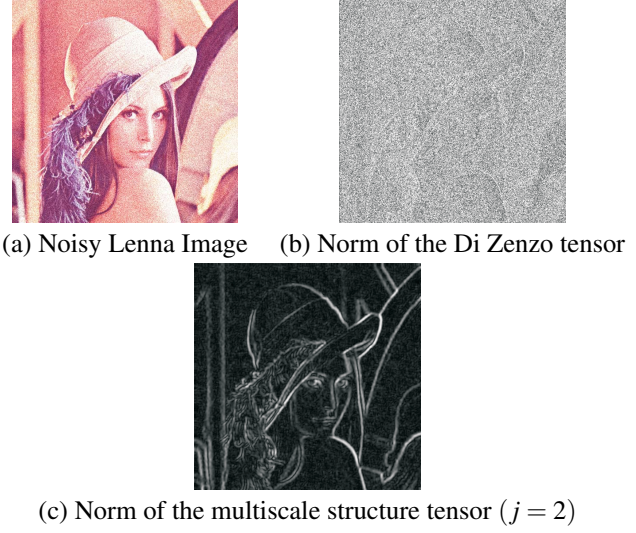 (a) Noisy Lenna Image
(b) Norm of the Di Zenzo tensor
(c) Norm of the multiscale structure tensor (j = 2)